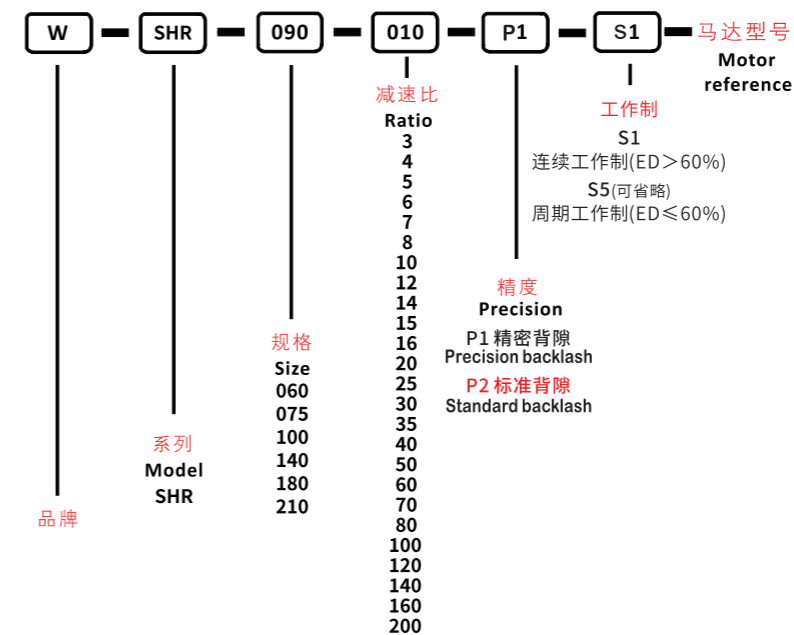 W
SHR
090
010
P1
S1
马达型号
Motor
reference
减速比
Ratio
3
4
5
6
7
8
10
12
14
15
16
20
25
30
35
40
50
60
70
80
100
120
140
160
200
工作制
S1
连续工作制(ED＞60%)
S5(可省略)
周期工作制(ED≤60%)
精度
Precision
P1 精密背隙
Precision backlash
P2 标准背隙
Standard backlash
规格
Size
060
075
100
140
180
210
系列
Model
SHR
品牌